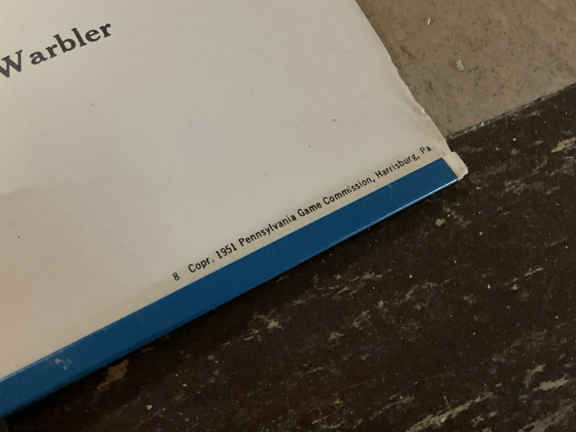 Warbler
8 Copr. 1951 Pennsylvania Game Commission, Harrisburg, Pa.